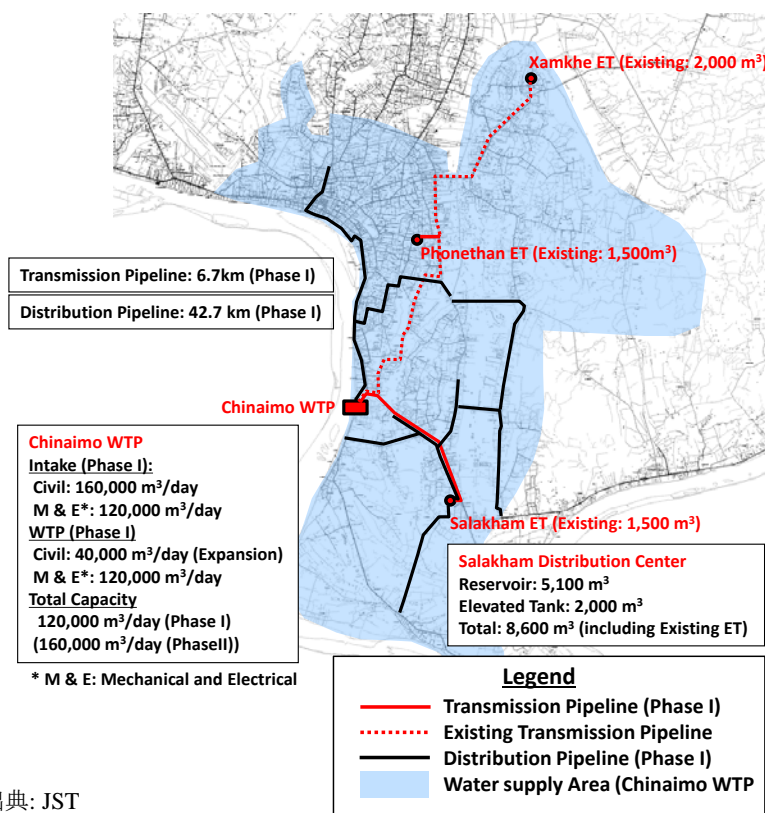 Xamkhe ET (Existing: 2,000 m³)
Phonethan ET (Existing: 1,500m³)
Transmission Pipeline: 6.7km (Phase I)
Distribution Pipeline: 42.7 km (Phase I)
Chinaimo WTP
Chinaimo WTP
Intake (Phase I):
Civil: 160,000 m³/day
M & E*: 120,000 m³/day
WTP (Phase I)
Civil: 40,000 m³/day (Expansion)
M & E*: 120,000 m³/day
Total Capacity
120,000 m³/day (Phase I)
(160,000 m³/day (PhaseII))
* M & E: Mechanical and Electrical
Salakham ET (Existing: 1,500 m³)
Salakham Distribution Center
Reservoir: 5,100 m³
Elevated Tank: 2,000 m³
Total: 8,600 m³ (including Existing ET)
Legend
Transmission Pipeline (Phase I)
Existing Transmission Pipeline
Distribution Pipeline (Phase I)
Water supply Area (Chinaimo WTP
出典: JST